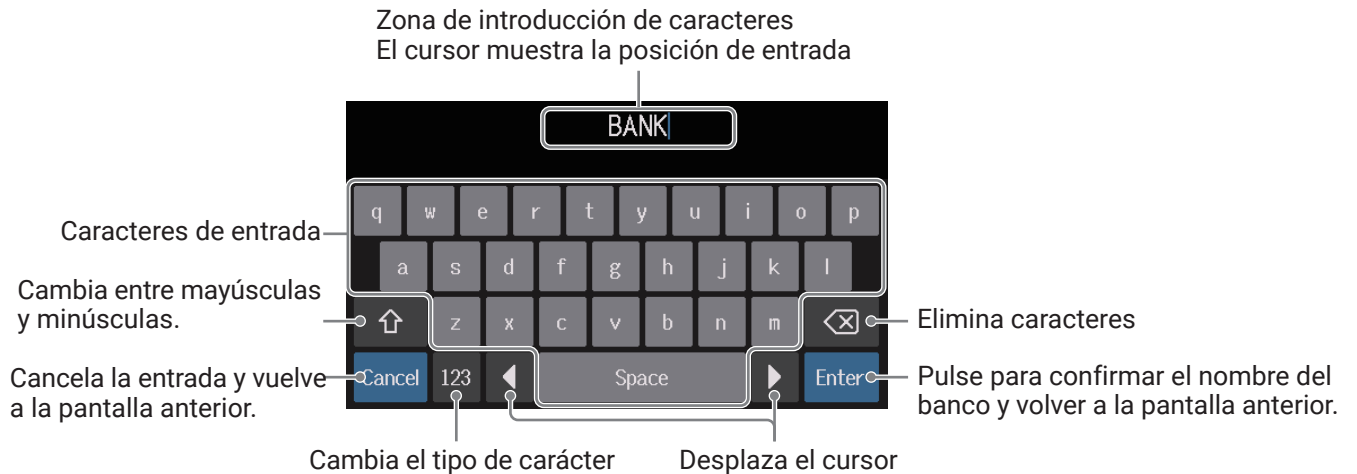 Zona de introducción de caracteres
El cursor muestra la posición de entrada
BANK
q w e r t y u i o p
Caracteres de entrada
a s d f g h j k l
Cambia entre mayúsculas
y minúsculas.
z x c v b n m
Elimina caracteres
Cancela la entrada y vuelve
a la pantalla anterior.
Cancel 123 Space Enter
Pulse para confirmar el nombre del
banco y volver a la pantalla anterior.
Cambia el tipo de carácter
Desplaza el cursor